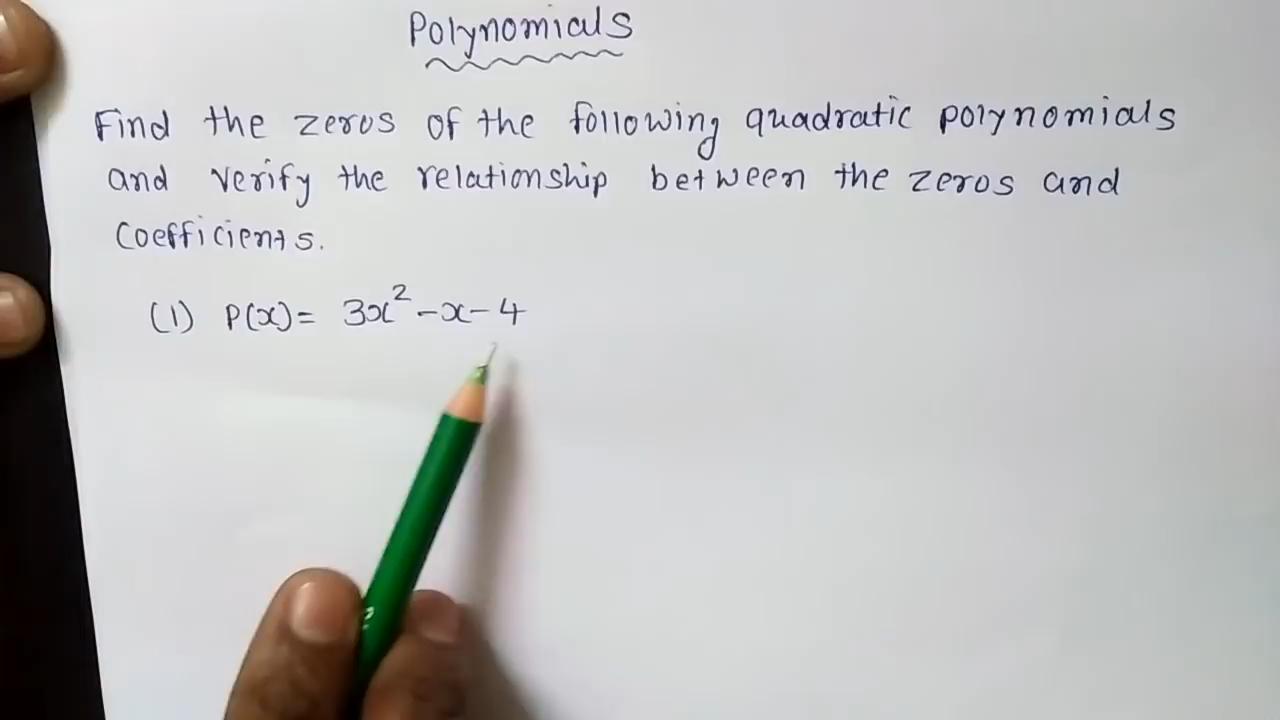 Polynomials
Find the zeros of the following quadratic polynomials
and verify the relationship between the zeros and
Coefficients.
(1) P(x) = 3x² - x - 4